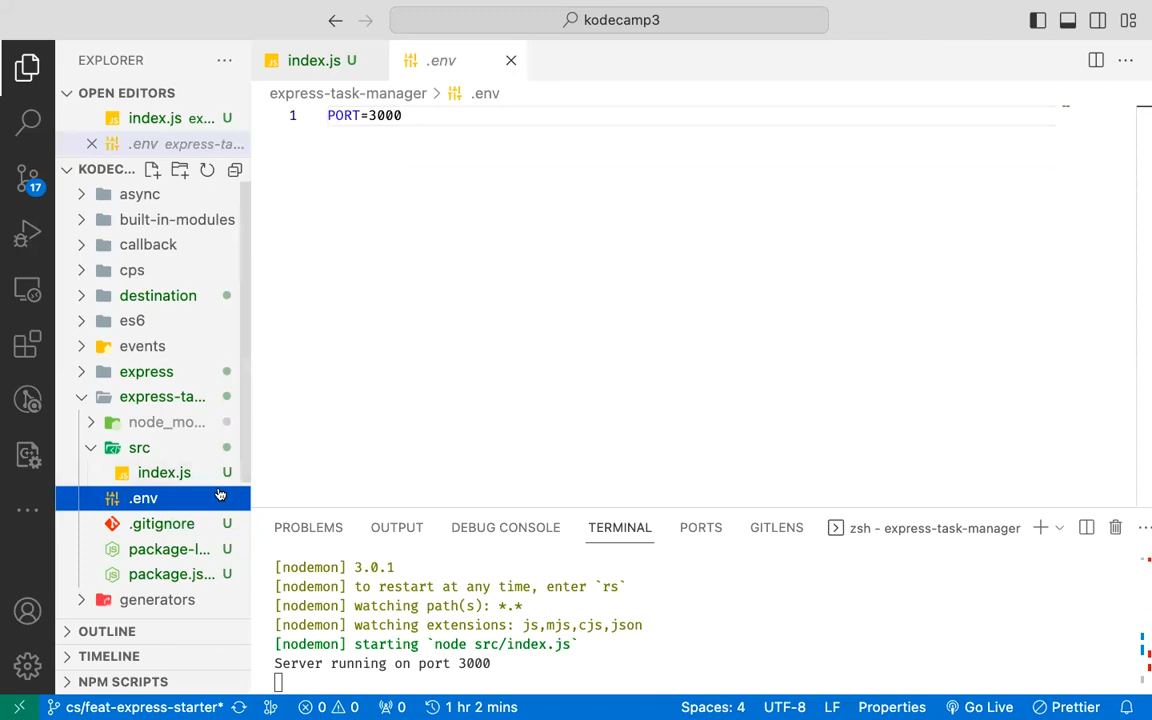 kodecamp3
EXPLORER
index.js U
.env
OPEN EDITORS
index.js ex... U
.env express-ta...
KODEC...
async
built-in-modules
callback
cps
destination
es6
events
express
express-ta...
node_mo...
src
index.js U
.env
.gitignore U
package-l... U
package.js... U
generators
OUTLINE
TIMELINE
NPM SCRIPTS
17
express-task-manager > .env
1 PORT=3000
PROBLEMS OUTPUT DEBUG CONSOLE TERMINAL PORTS GITLENS zsh - express-task-manager
[nodemon] 3.0.1
[nodemon] to restart at any time, enter `rs`
[nodemon] watching path(s): *.*
[nodemon] watching extensions: js,mjs,cjs,json
[nodemon] starting `node src/index.js`
Server running on port 3000
cs/feat-express-starter* 0 0 0 1 hr 2 mins Spaces: 4 UTF-8 LF Properties Go Live Prettier